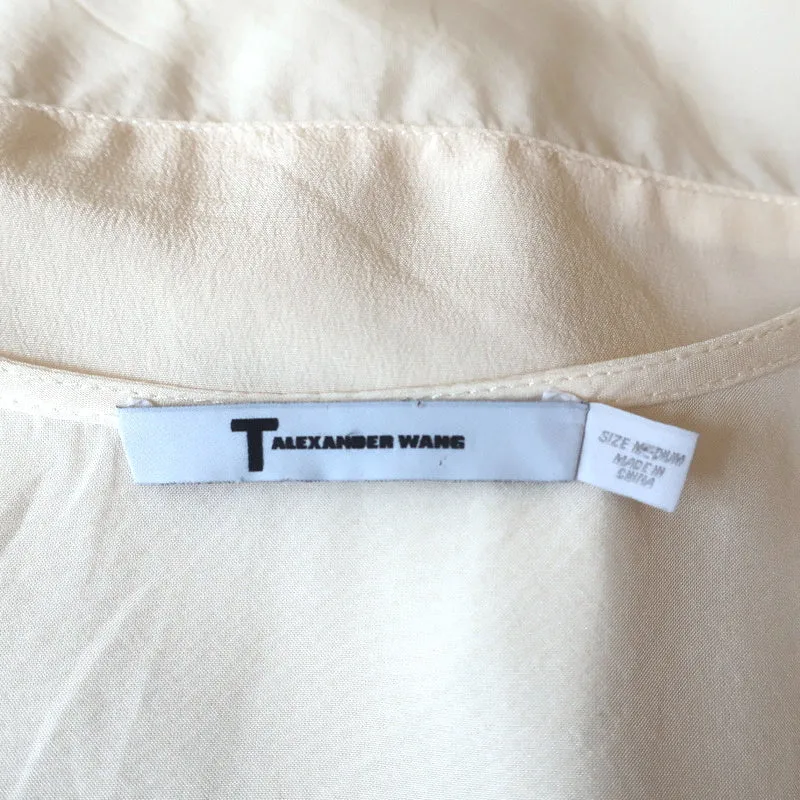 T ALEXANDER WANG
SIZE MEDIUM
MADE IN
CHINA